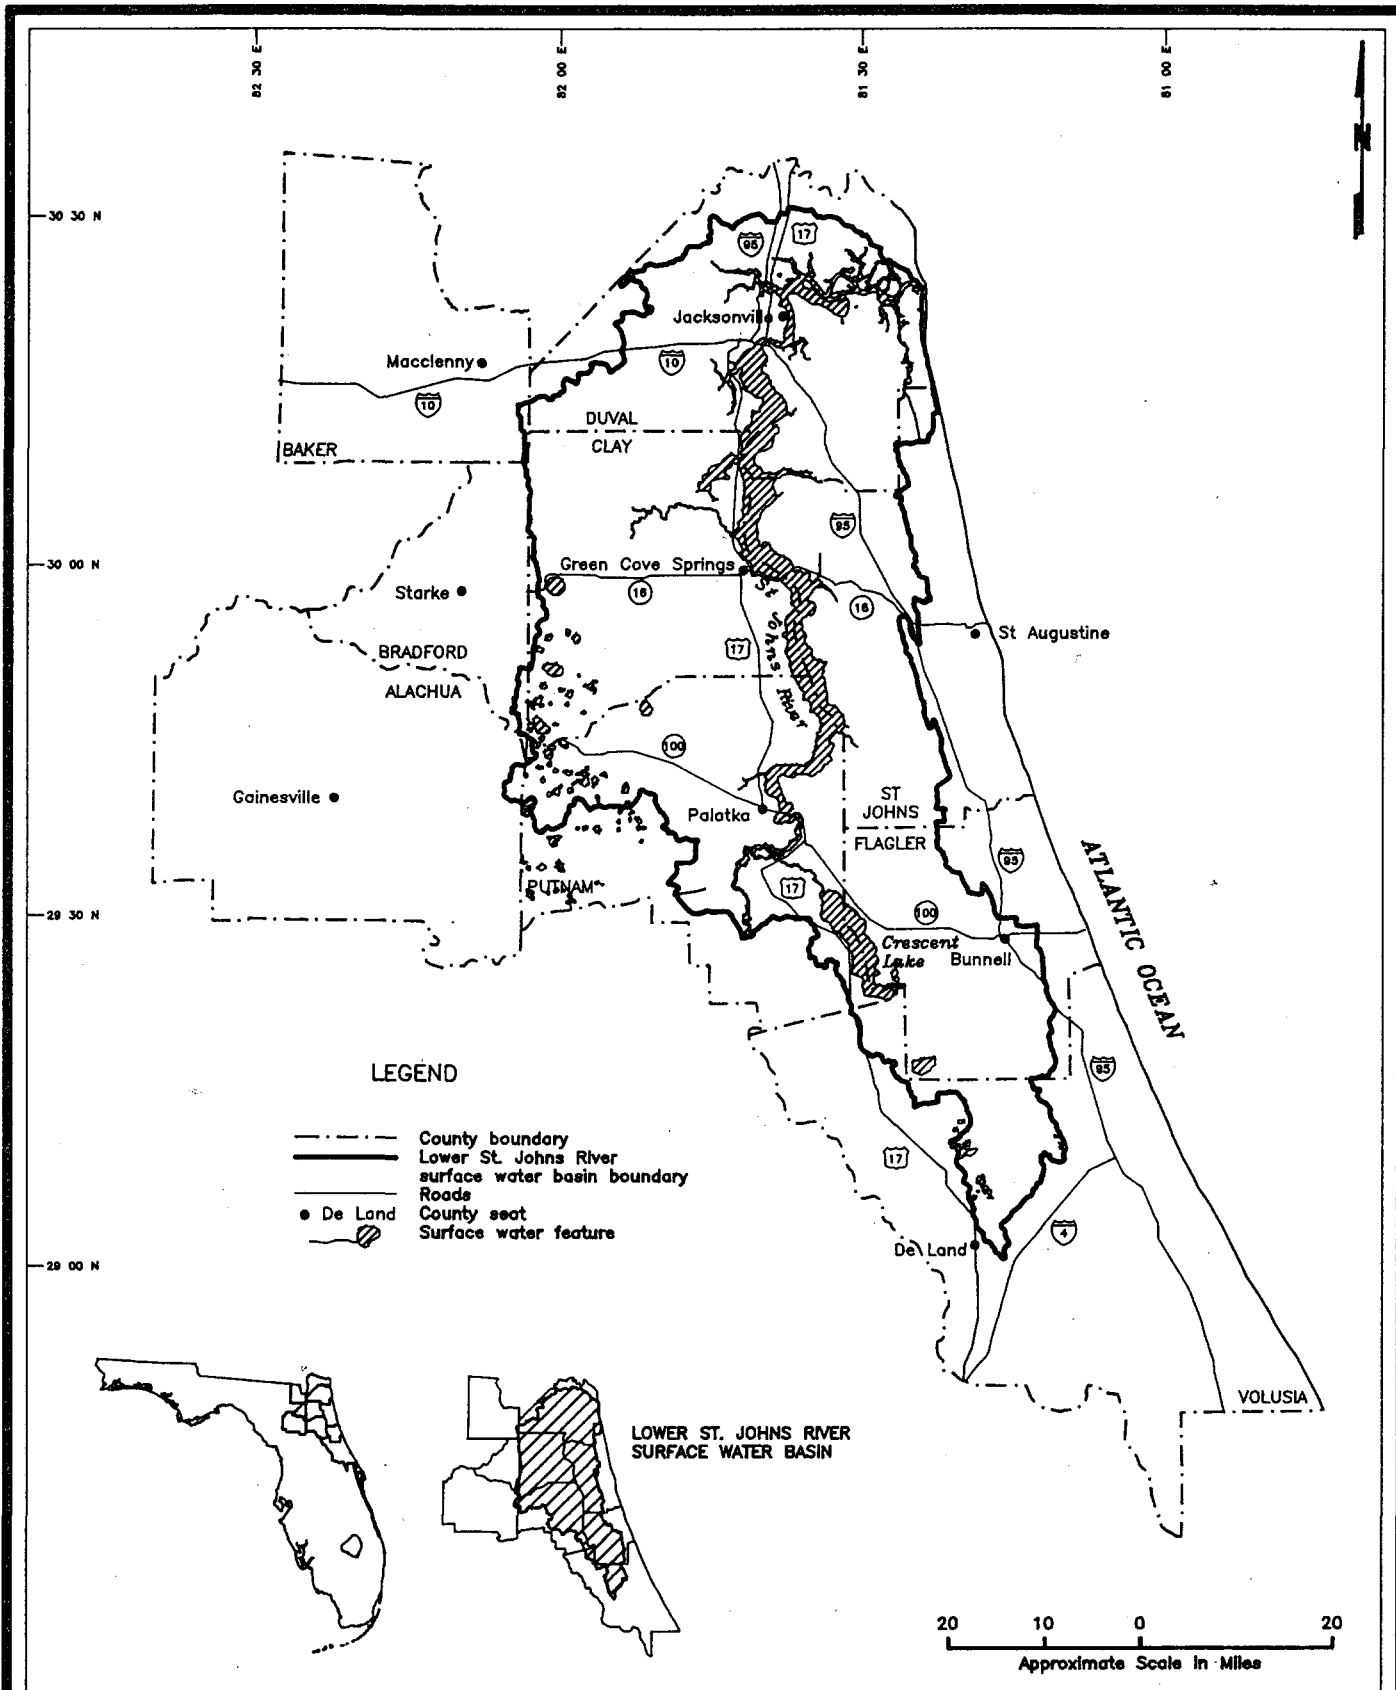 82 30 E
82 00 E
81 30 E
81 00 E
N
30 30 N
95
17
Jacksonvill
Macclenny
10
10
DUVAL
CLAY
BAKER
95
30 00 N
Green Cove Springs
Starke
16
16
St Johns River
St Augustine
17
BRADFORD
ALACHUA
100
Gainesville
Palatka
ST
JOHNS
FLAGLER
ATLANTIC OCEAN
95
17
PUTNAM
29 30 N
100
Crescent
Lake
Bunnell
LEGEND
95
County boundary
Lower St. Johns River
surface water basin boundary
Roads
De Land County seat
Surface water feature
17
4
De Land
29 00 N
VOLUSIA
LOWER ST. JOHNS RIVER
SURFACE WATER BASIN
20 10 0 20
Approximate Scale in Miles